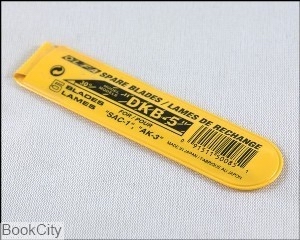 OLFA SPARE BLADES/LAMES DE RECHANGE
5 BLADES
LAMES
DKB-5
FOR/POUR
"SAC-1", "AK-3"
MADE IN JAPAN / FABRIQUÉ AU JAPON
BookCity